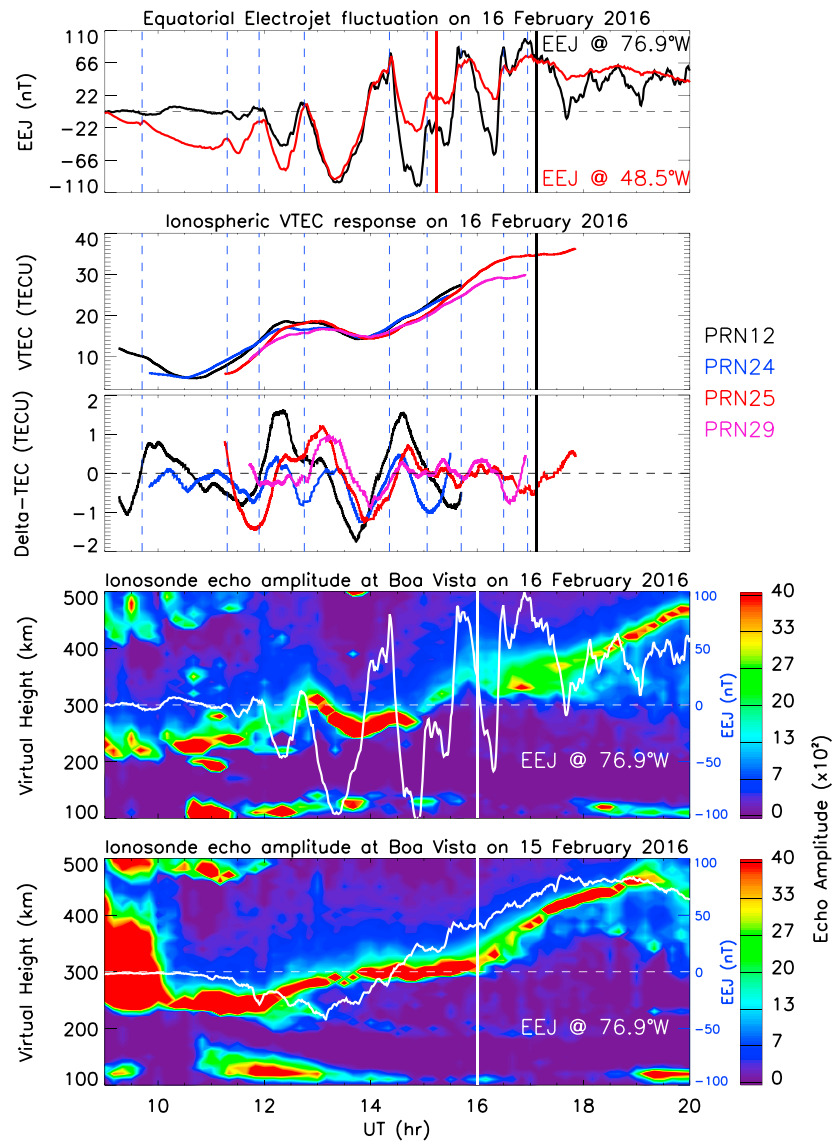 Equatorial Electrojet fluctuation on 16 February 2016
110
66
22
−22
−66
−110
EEJ (nT)
EEJ @ 76.9°W
EEJ @ 48.5°W
Ionospheric VTEC response on 16 February 2016
40
30
20
10
VTEC (TECU)
PRN12
PRN24
PRN25
PRN29
2
1
0
−1
−2
Delta−TEC (TECU)
Ionosonde echo amplitude at Boa Vista on 16 February 2016
500
400
300
200
100
Virtual Height (km)
EEJ @ 76.9°W
100
50
0
−50
−100
EEJ (nT)
40
33
27
20
13
7
0
Ionosonde echo amplitude at Boa Vista on 15 February 2016
500
400
300
200
100
Virtual Height (km)
EEJ @ 76.9°W
100
50
0
−50
−100
EEJ (nT)
40
33
27
20
13
7
0
Echo Amplitude (×10²)
10 12 14 16 18 20
UT (hr)